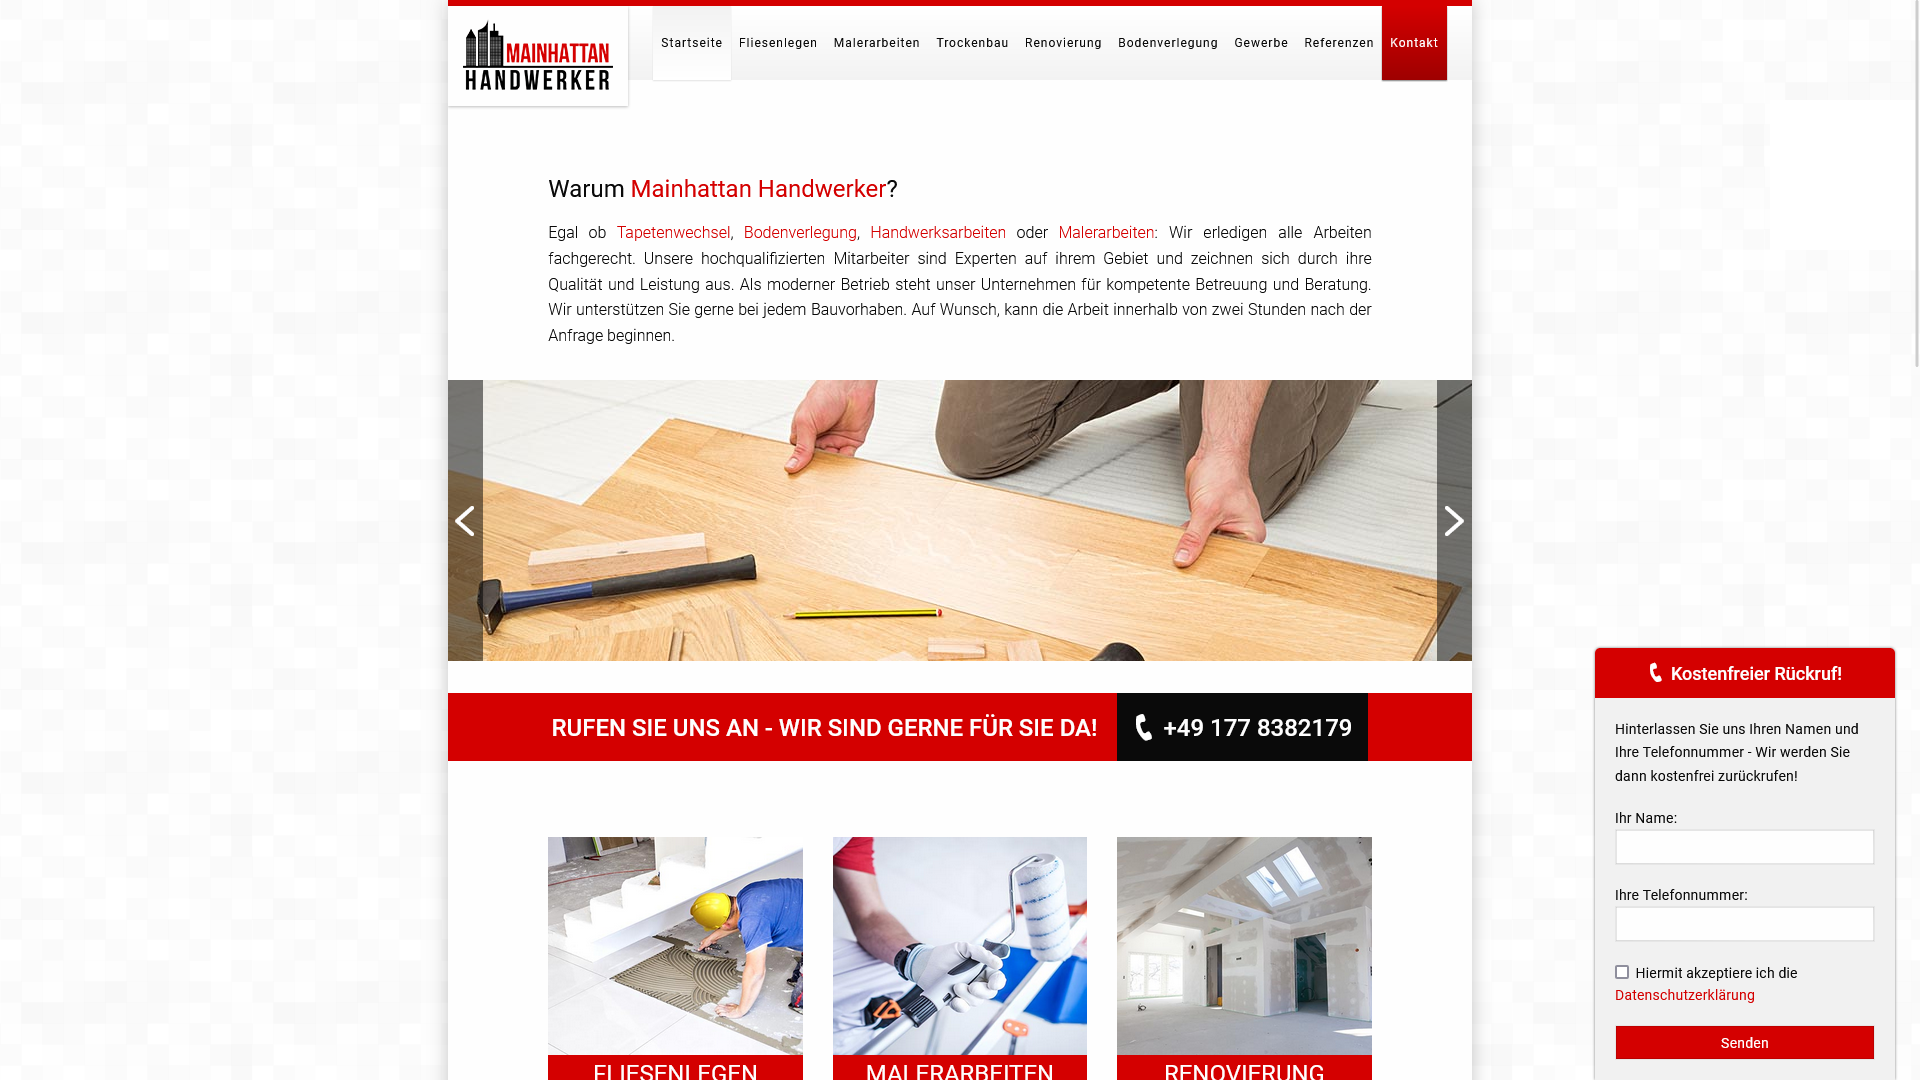 MAINHATTAN
HANDWERKER
Startseite
Fliesenlegen
Malerarbeiten
Trockenbau
Renovierung
Bodenverlegung
Gewerbe
Referenzen
Kontakt
Warum Mainhattan Handwerker?
Egal ob Tapetenwechsel, Bodenverlegung, Handwerksarbeiten oder Malerarbeiten: Wir erledigen alle Arbeiten
fachgerecht. Unsere hochqualifizierten Mitarbeiter sind Experten auf ihrem Gebiet und zeichnen sich durch ihre
Qualität und Leistung aus. Als moderner Betrieb steht unser Unternehmen für kompetente Betreuung und Beratung.
Wir unterstützen Sie gerne bei jedem Bauvorhaben. Auf Wunsch, kann die Arbeit innerhalb von zwei Stunden nach der
Anfrage beginnen.
RUFEN SIE UNS AN - WIR SIND GERNE FÜR SIE DA!
+49 177 8382179
FLIESENLEGEN
MALERARBEITEN
RENOVIERUNG
Kostenfreier Rückruf!
Hinterlassen Sie uns Ihren Namen und
Ihre Telefonnummer - Wir werden Sie
dann kostenfrei zurückrufen!
Ihr Name:
Ihre Telefonnummer:
Hiermit akzeptiere ich die
Datenschutzerklärung
Senden